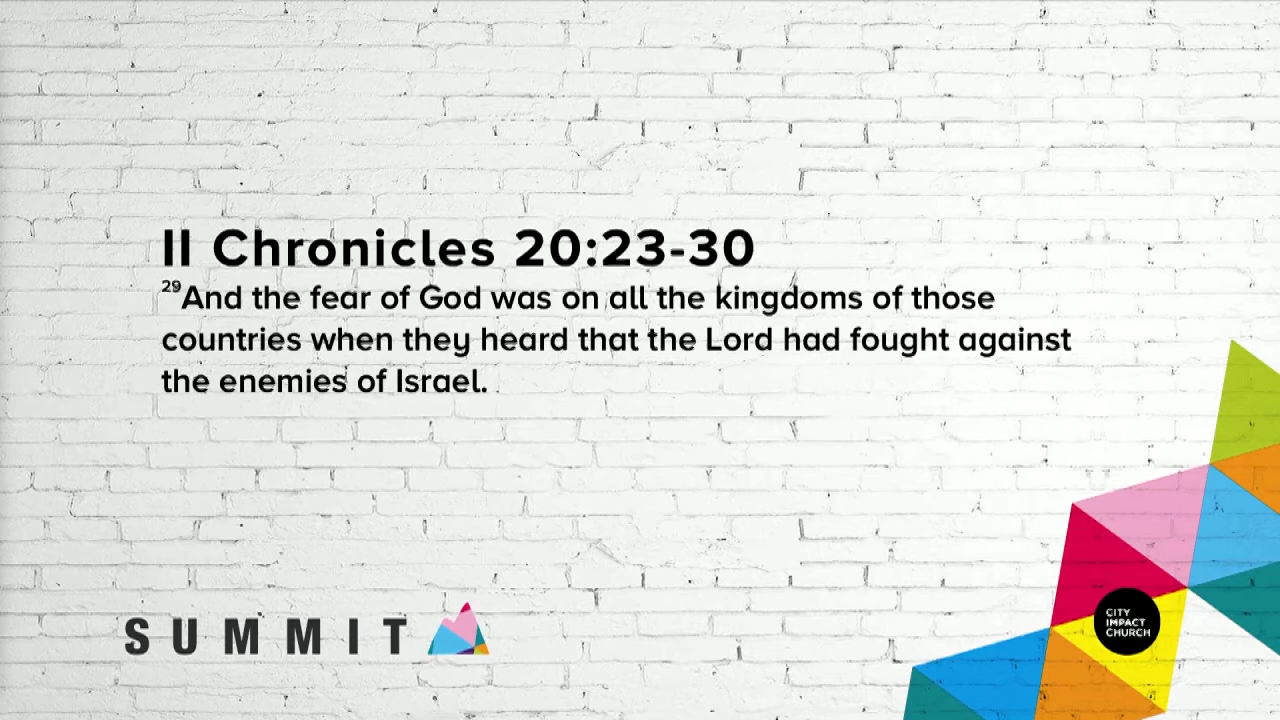 II Chronicles 20:23-30
29And the fear of God was on all the kingdoms of those
countries when they heard that the Lord had fought against
the enemies of Israel.
SUMMIT
CITY
IMPACT
CHURCH